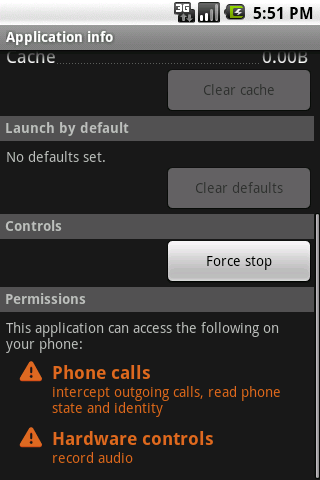 3G
5:51 PM
Application info
Cache 0.00B
Clear cache
Launch by default
No defaults set.
Clear defaults
Controls
Force stop
Permissions
This application can access the following on
your phone:
Phone calls
intercept outgoing calls, read phone
state and identity
Hardware controls
record audio